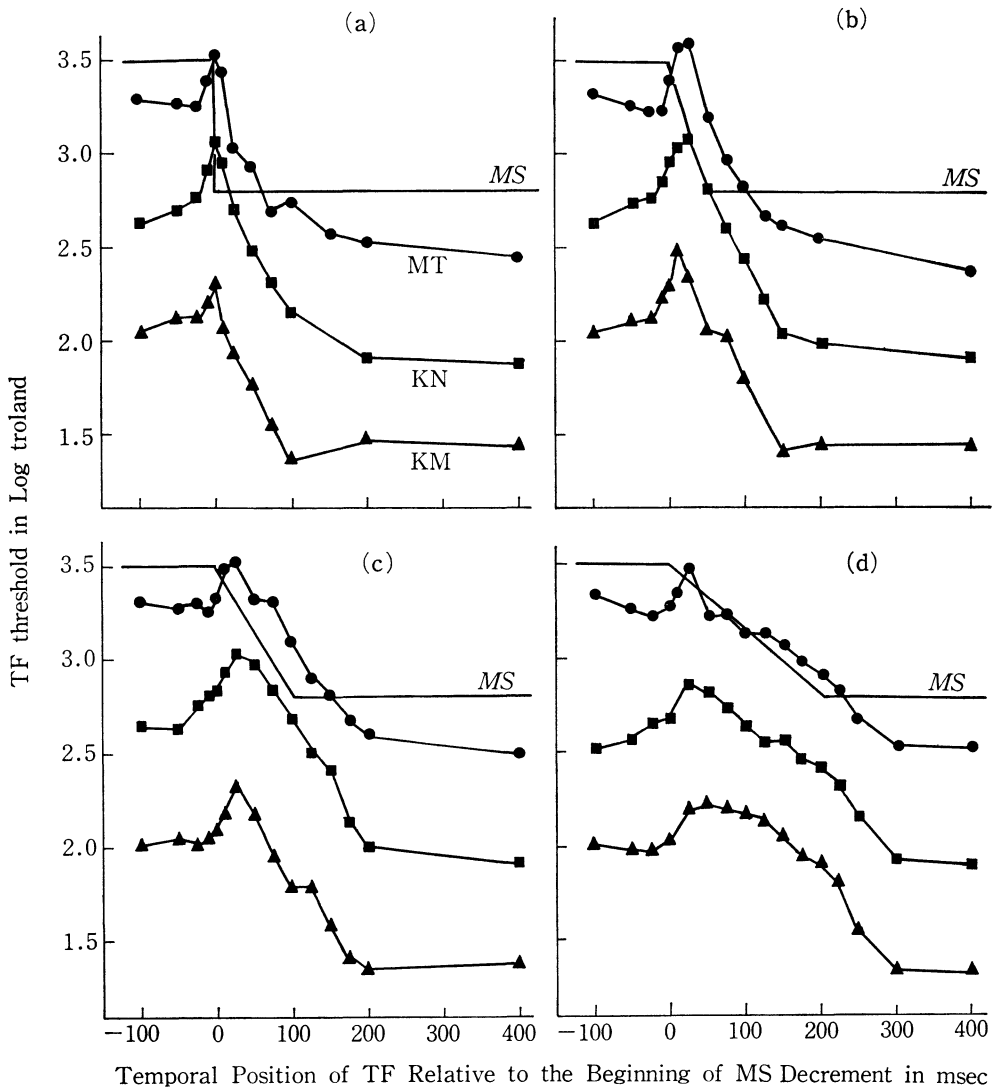 (a)
(b)
3.5
3.0
2.5
2.0
1.5
MS
MT
KN
KM
MS
(c)
(d)
3.5
3.0
2.5
2.0
1.5
MS
MS
−100 0 100 200 300 400
−100 0 100 200 300 400
TF threshold in Log troland
Temporal Position of TF Relative to the Beginning of MS Decrement in msec